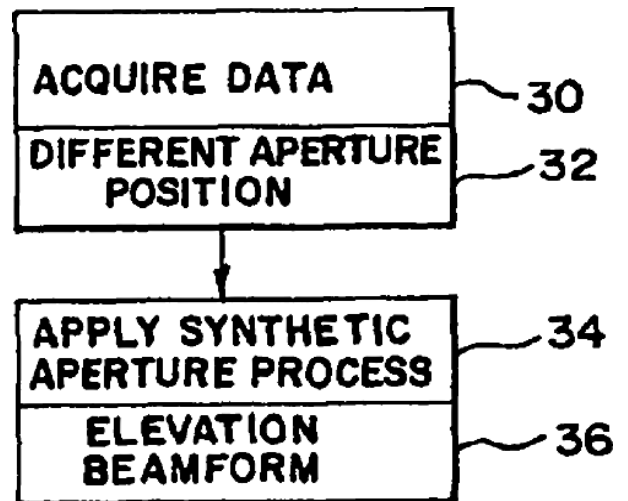 ACQUIRE DATA
30
DIFFERENT APERTURE
POSITION
32
APPLY SYNTHETIC
APERTURE PROCESS
34
ELEVATION
BEAMFORM
36